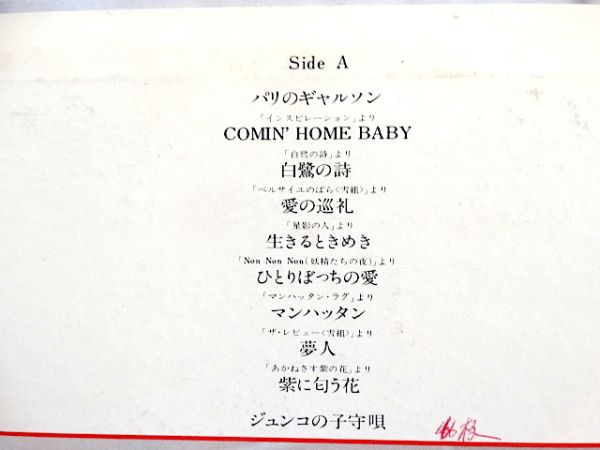 Side A
パリのギャルソン
「インスピレーション」より
COMIN' HOME BABY
「白鷺の詩」より
白鷺の詩
「ベルサイユのばら〈雪組〉」より
愛の巡礼
「星影の人」より
生きるときめき
「Non Non Non(妖精たちの夜)」より
ひとりぼっちの愛
「マンハッタン・ラグ」より
マンハッタン
「ザ・レビュー〈雪組〉」より
夢人
「あかねさす紫の花」より
紫に匂う花
ジュンコの子守唄